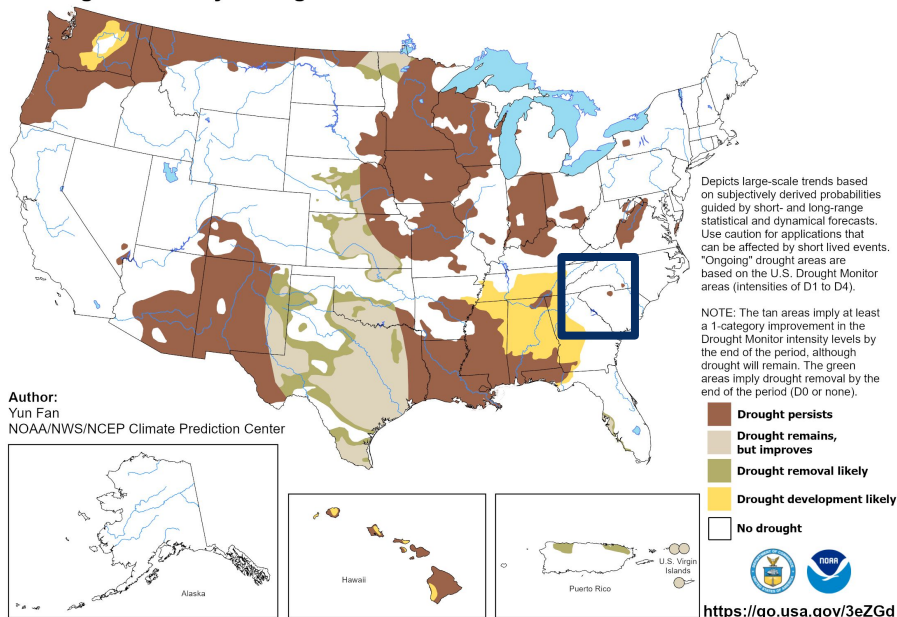 Depicts large-scale trends based
on subjectively derived probabilities
guided by short- and long-range
statistical and dynamical forecasts.
Use caution for applications that
can be affected by short lived events.
"Ongoing" drought areas are
based on the U.S. Drought Monitor
areas (intensities of D1 to D4).
NOTE: The tan areas imply at least
a 1-category improvement in the
Drought Monitor intensity levels by
the end of the period, although
drought will remain. The green
areas imply drought removal by the
end of the period (D0 or none).
Author:
Yun Fan
NOAA/NWS/NCEP Climate Prediction Center
Drought persists
Drought remains,
but improves
Drought removal likely
Drought development likely
No drought
Alaska
Hawaii
Puerto Rico
U.S. Virgin
Islands
NOAA
https://go.usa.gov/3eZGd